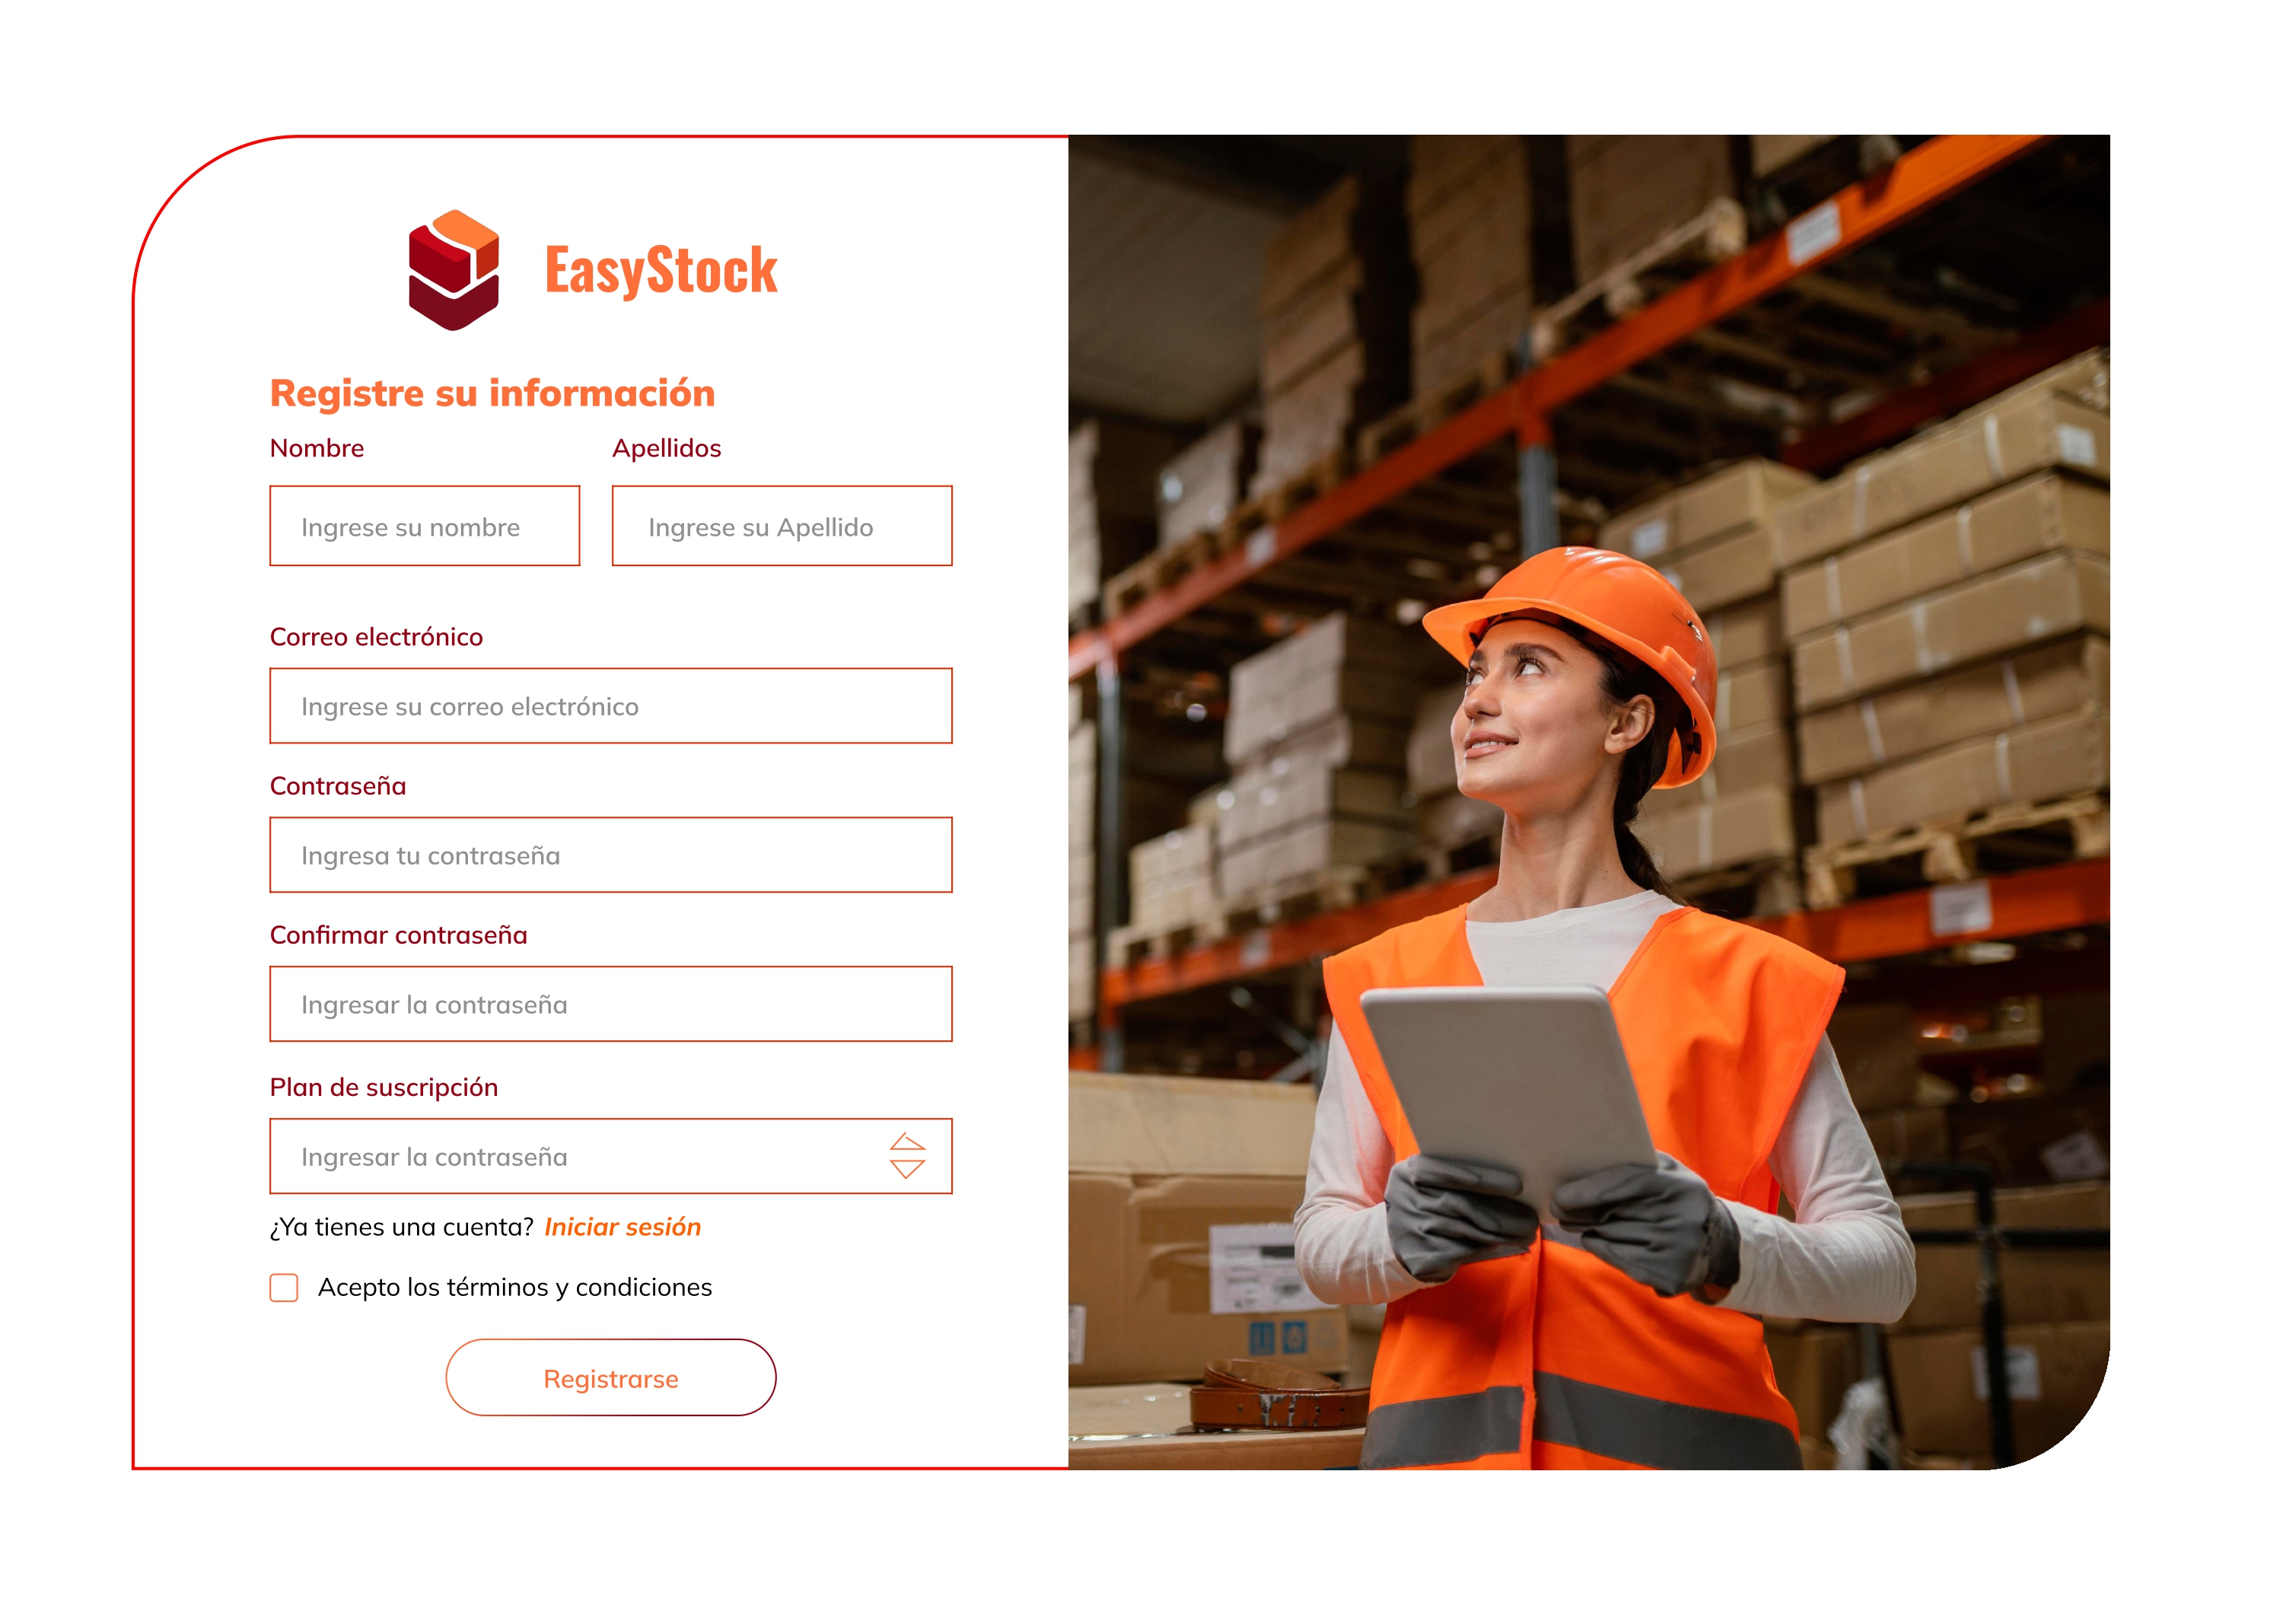 EasyStock
Registre su información
Nombre Apellidos
Ingrese su nombre Ingrese su Apellido
Correo electrónico
Ingrese su correo electrónico
Contraseña
Ingresa tu contraseña
Confirmar contraseña
Ingresar la contraseña
Plan de suscripción
Ingresar la contraseña
¿Ya tienes una cuenta? Iniciar sesión
Acepto los términos y condiciones
Registrarse